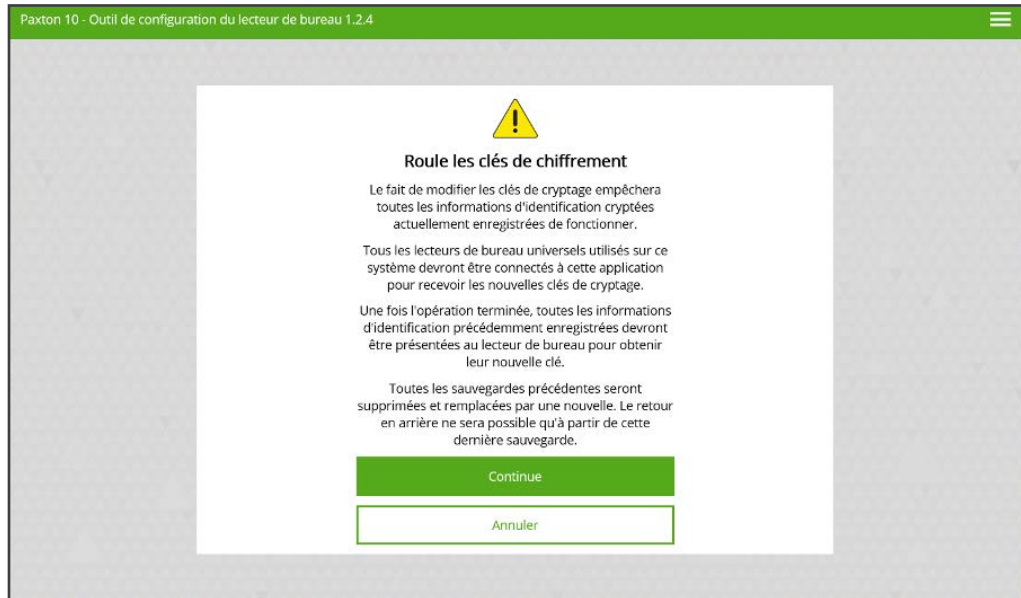 Paxton 10 - Outil de configuration du lecteur de bureau 1.2.4
Roule les clés de chiffrement
Le fait de modifier les clés de cryptage empêchera
toutes les informations d'identification cryptées
actuellement enregistrées de fonctionner.
Tous les lecteurs de bureau universels utilisés sur ce
système devront être connectés à cette application
pour recevoir les nouvelles clés de cryptage.
Une fois l'opération terminée, toutes les informations
d'identification précédemment enregistrées devront
être présentées au lecteur de bureau pour obtenir
leur nouvelle clé.
Toutes les sauvegardes précédentes seront
supprimées et remplacées par une nouvelle. Le retour
en arrière ne sera possible qu'à partir de cette
dernière sauvegarde.
Continue
Annuler